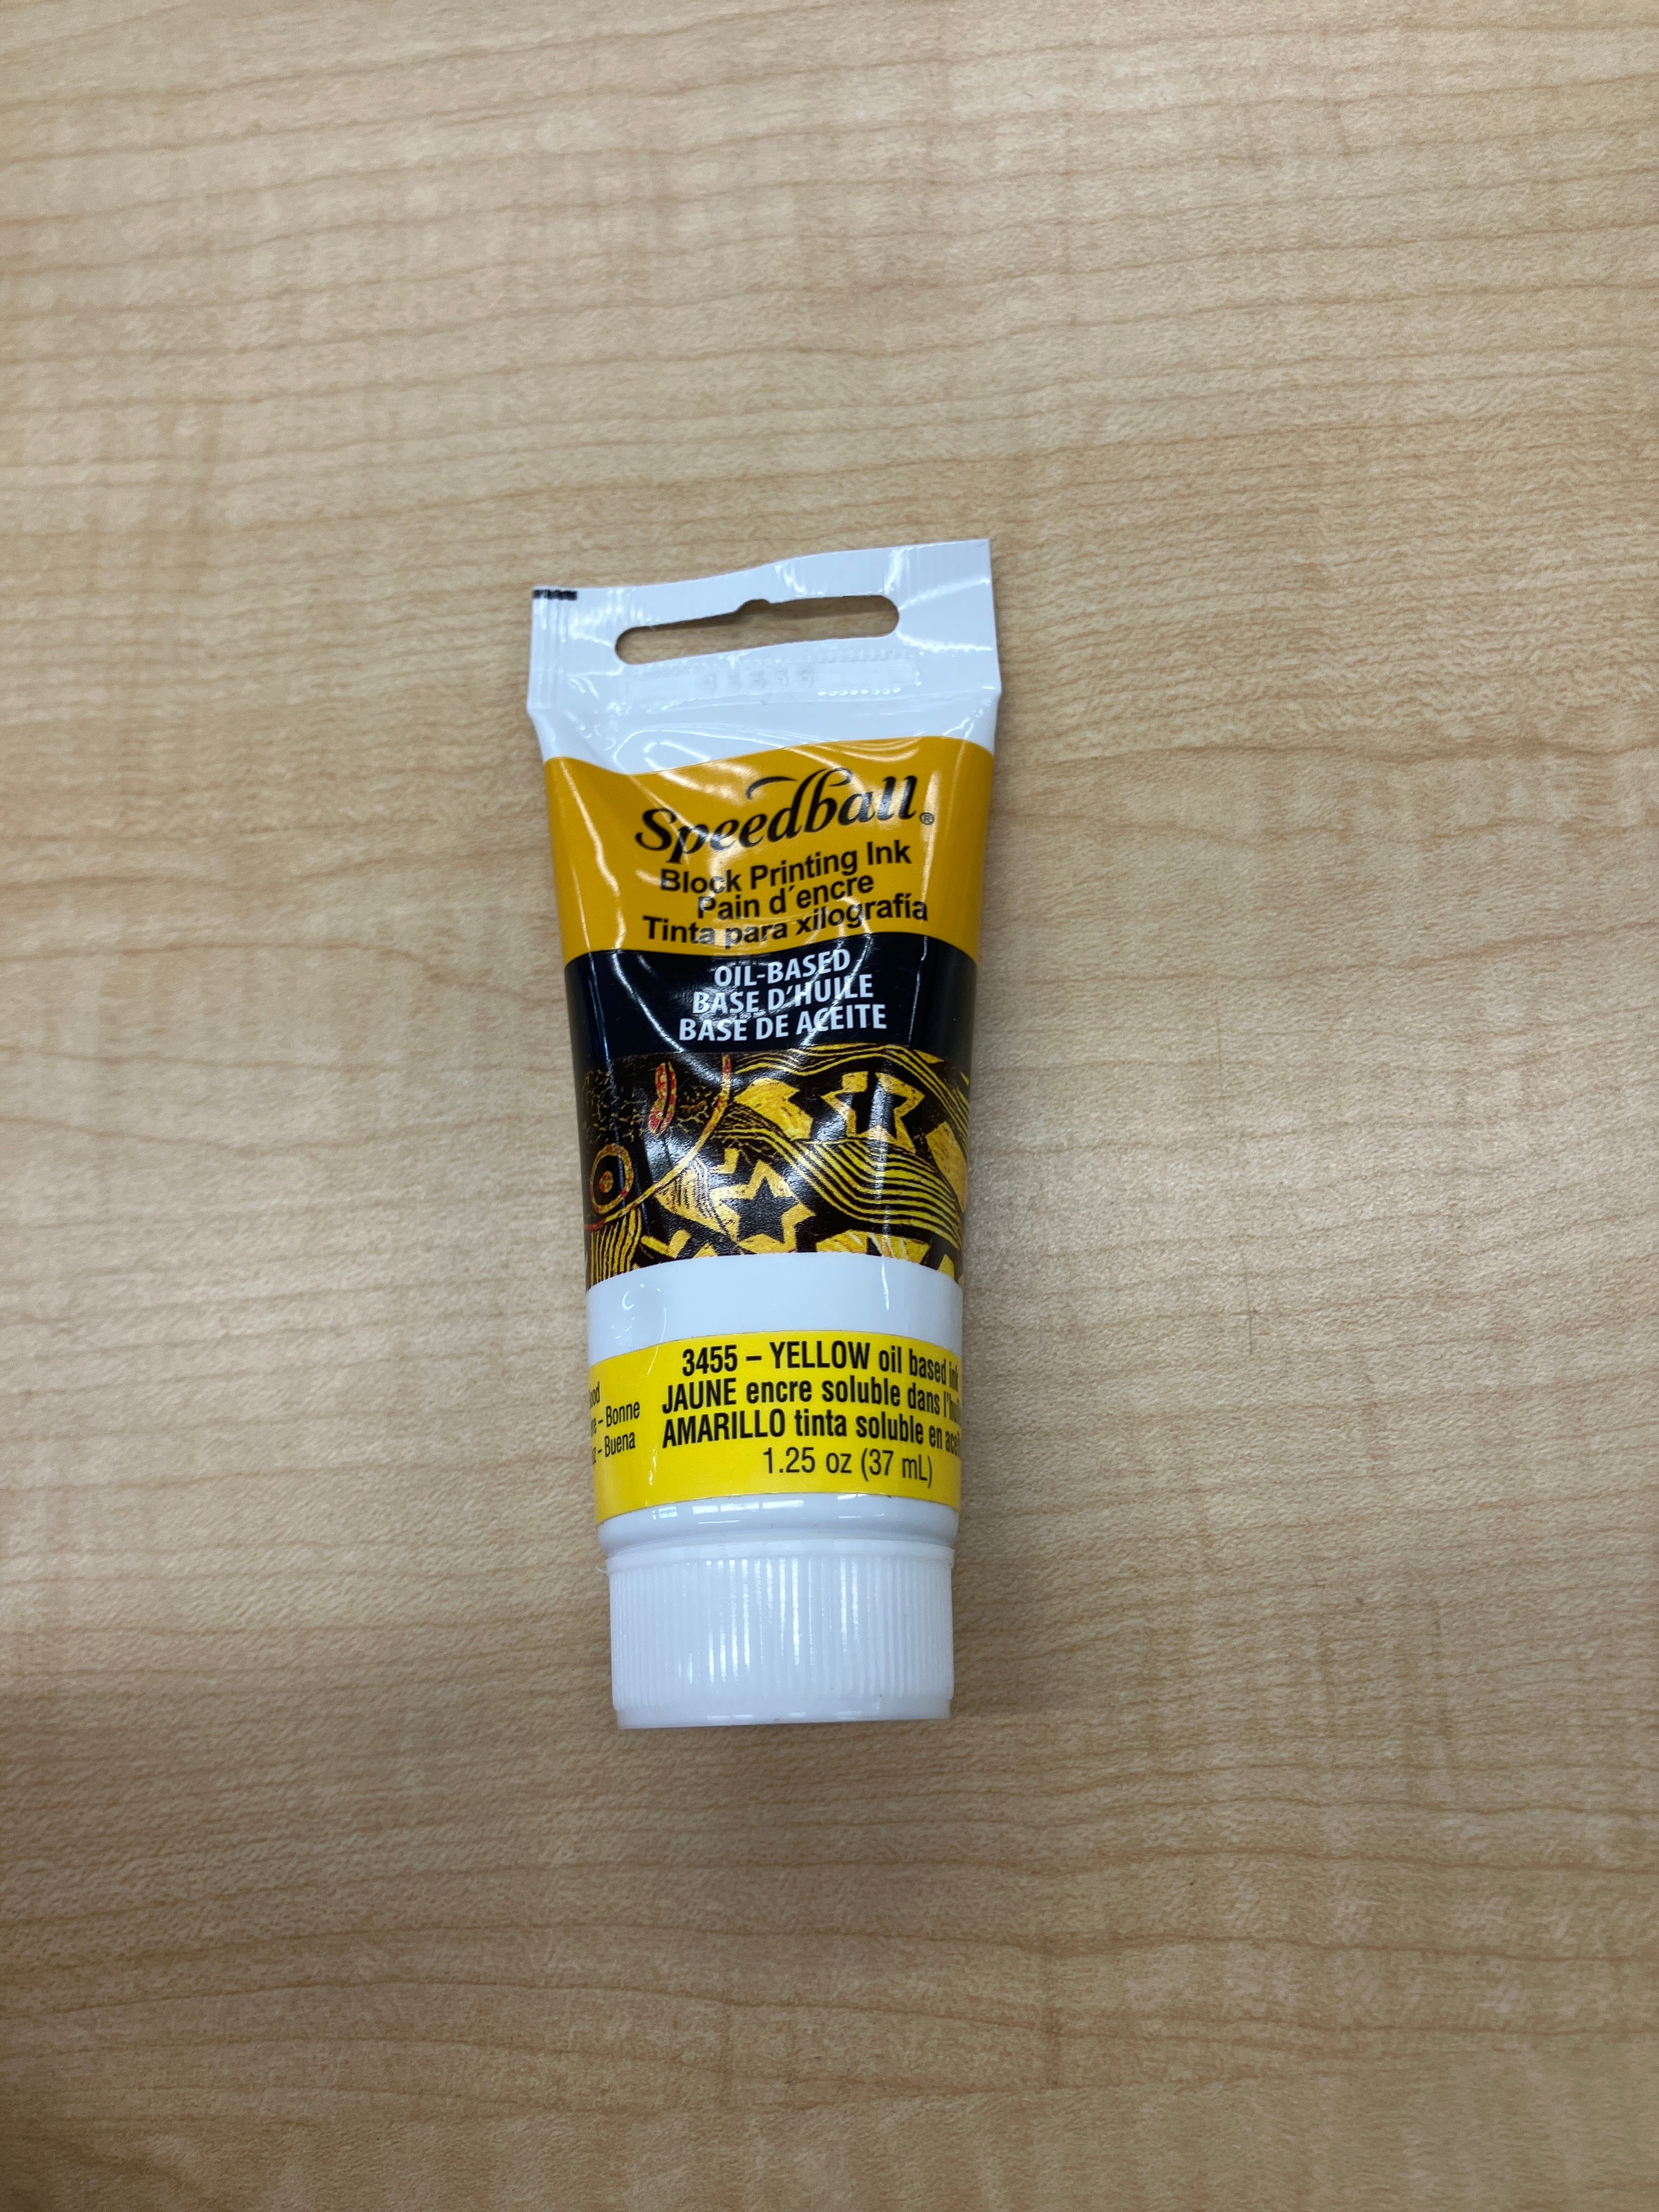 Speedball®
Block Printing Ink
Pain d'encre
Tinta para xilografía
OIL-BASED
BASE D'HUILE
BASE DE ACEITE
3455 – YELLOW oil based
JAUNE encre soluble dans
AMARILLO tinta soluble en
1.25 oz (37 mL)
– Bonne
– Buena